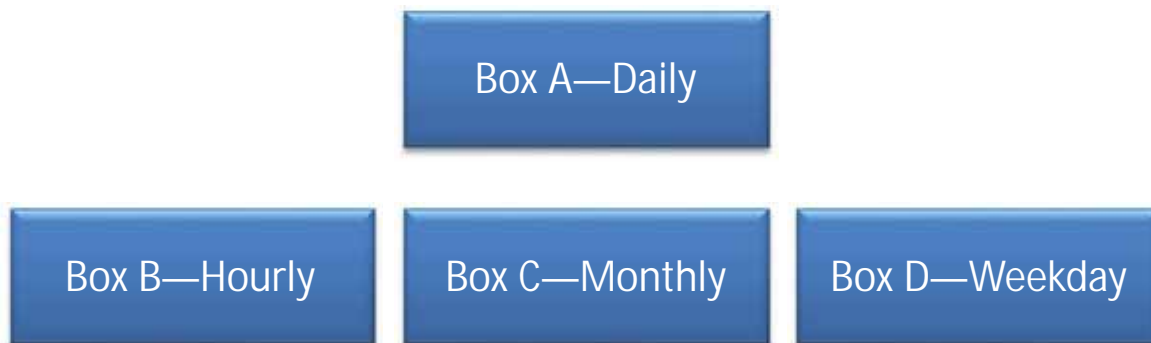 Box A—Daily
Box B—Hourly
Box C—Monthly
Box D—Weekday